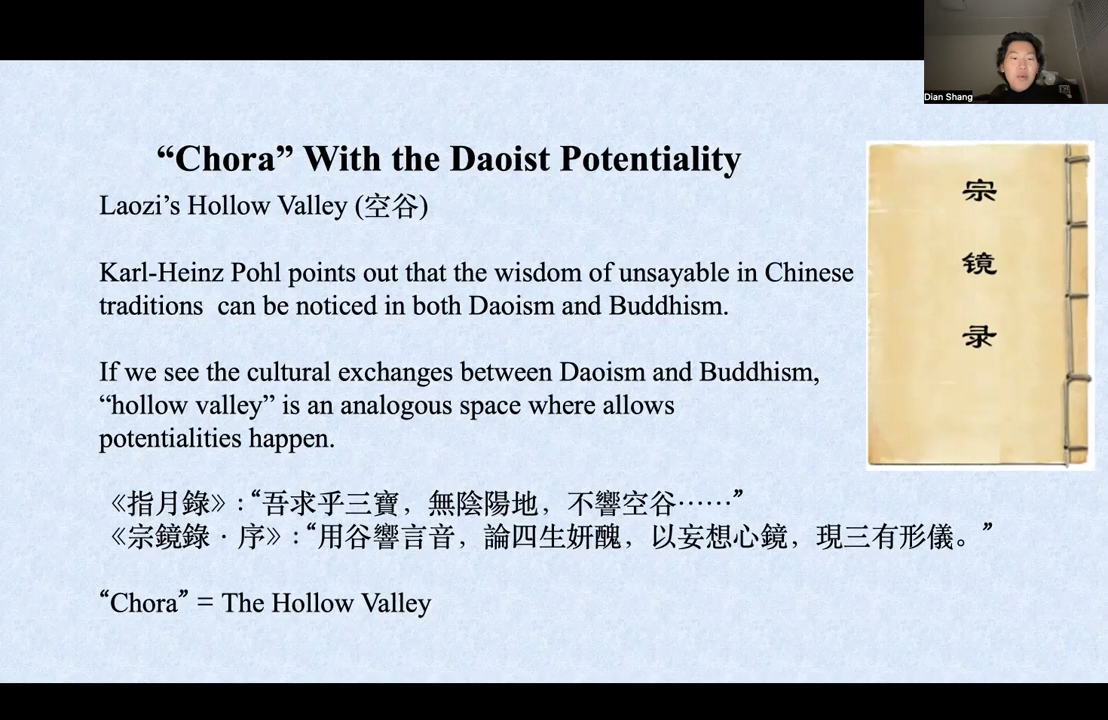 Dian Shang
“Chora” With the Daoist Potentiality
Laozi’s Hollow Valley (空谷)
Karl-Heinz Pohl points out that the wisdom of unsayable in Chinese
traditions  can be noticed in both Daoism and Buddhism.
If we see the cultural exchanges between Daoism and Buddhism,
“hollow valley” is an analogous space where allows
potentialities happen.
《指月錄》: “吾求乎三寶，無陰陽地，不響空谷⋯⋯”
《宗鏡錄 · 序》: “用谷響言音，論四生妍醜，以妄想心鏡，現三有形儀。”
“Chora” = The Hollow Valley
宗
镜
录